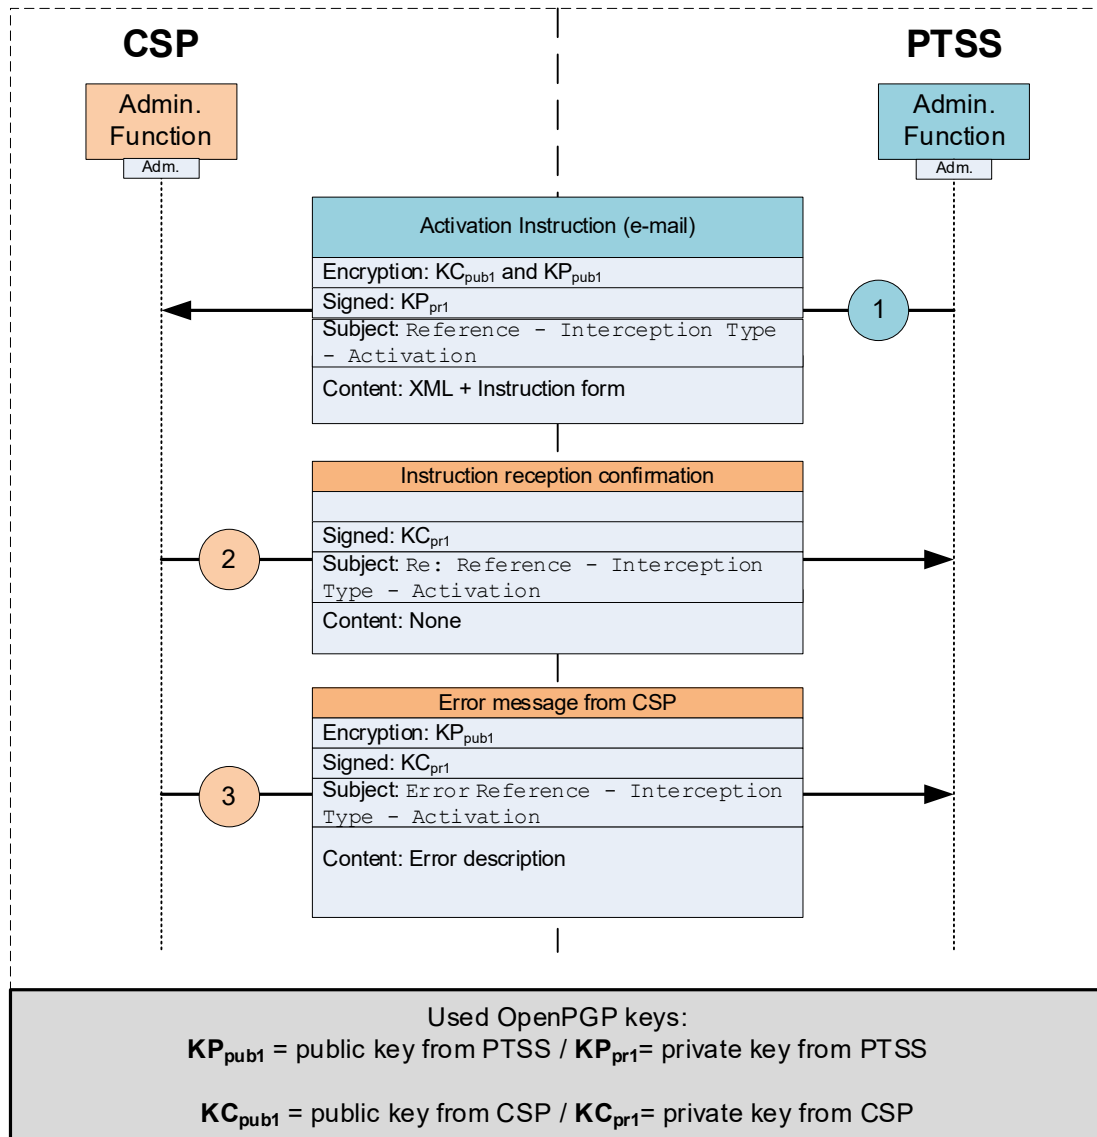 CSP
PTSS
Admin.
Function
Adm.
Admin.
Function
Adm.
Activation Instruction (e-mail)
Encryption: KCpub1 and KPpub1
Signed: KPpr1
Subject: Reference - Interception Type
- Activation
Content: XML + Instruction form
1
Instruction reception confirmation
Signed: KCpr1
Subject: Re: Reference - Interception
Type - Activation
Content: None
2
Error message from CSP
Encryption: KPpub1
Signed: KCpr1
Subject: Error Reference - Interception
Type - Activation
Content: Error description
3
Used OpenPGP keys:
KPpub1 = public key from PTSS / KPpr1= private key from PTSS
KCpub1 = public key from CSP / KCpr1= private key from CSP